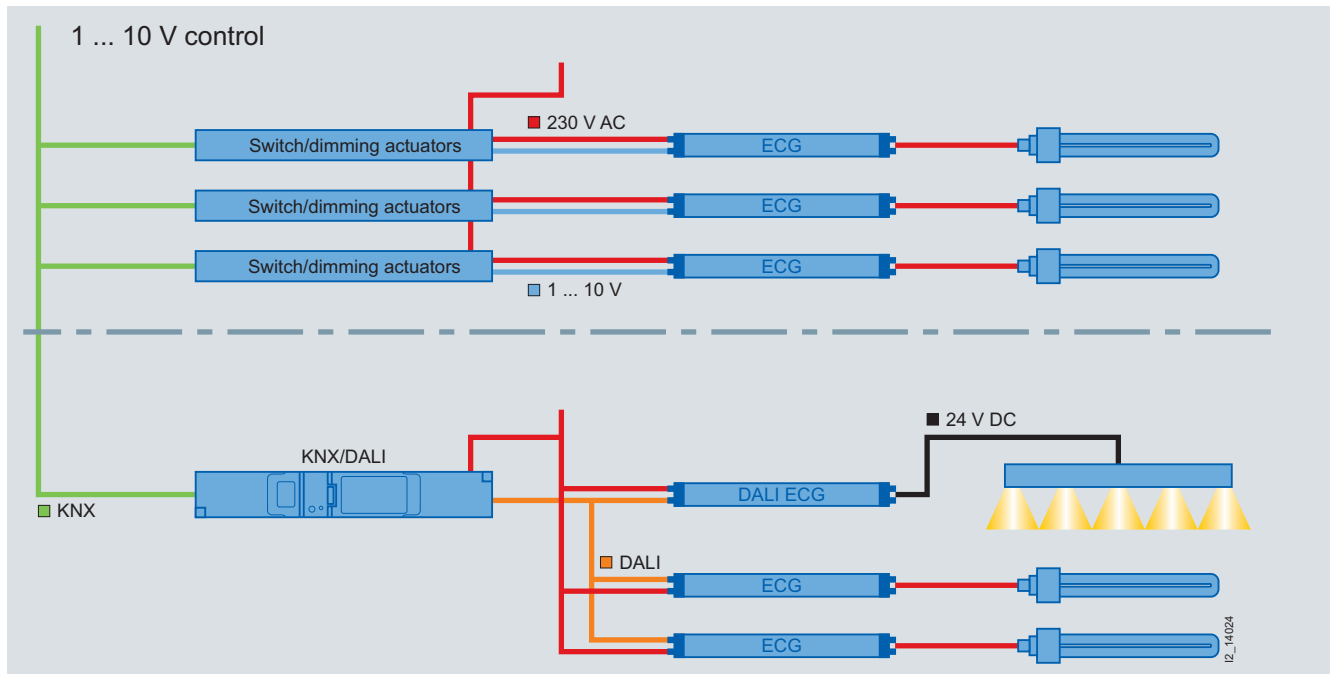 1 ... 10 V control
230 V AC
Switch/dimming actuators
ECG
Switch/dimming actuators
ECG
Switch/dimming actuators
ECG
1 ... 10 V
24 V DC
KNX/DALI
DALI ECG
KNX
DALI
ECG
ECG
I2_14024